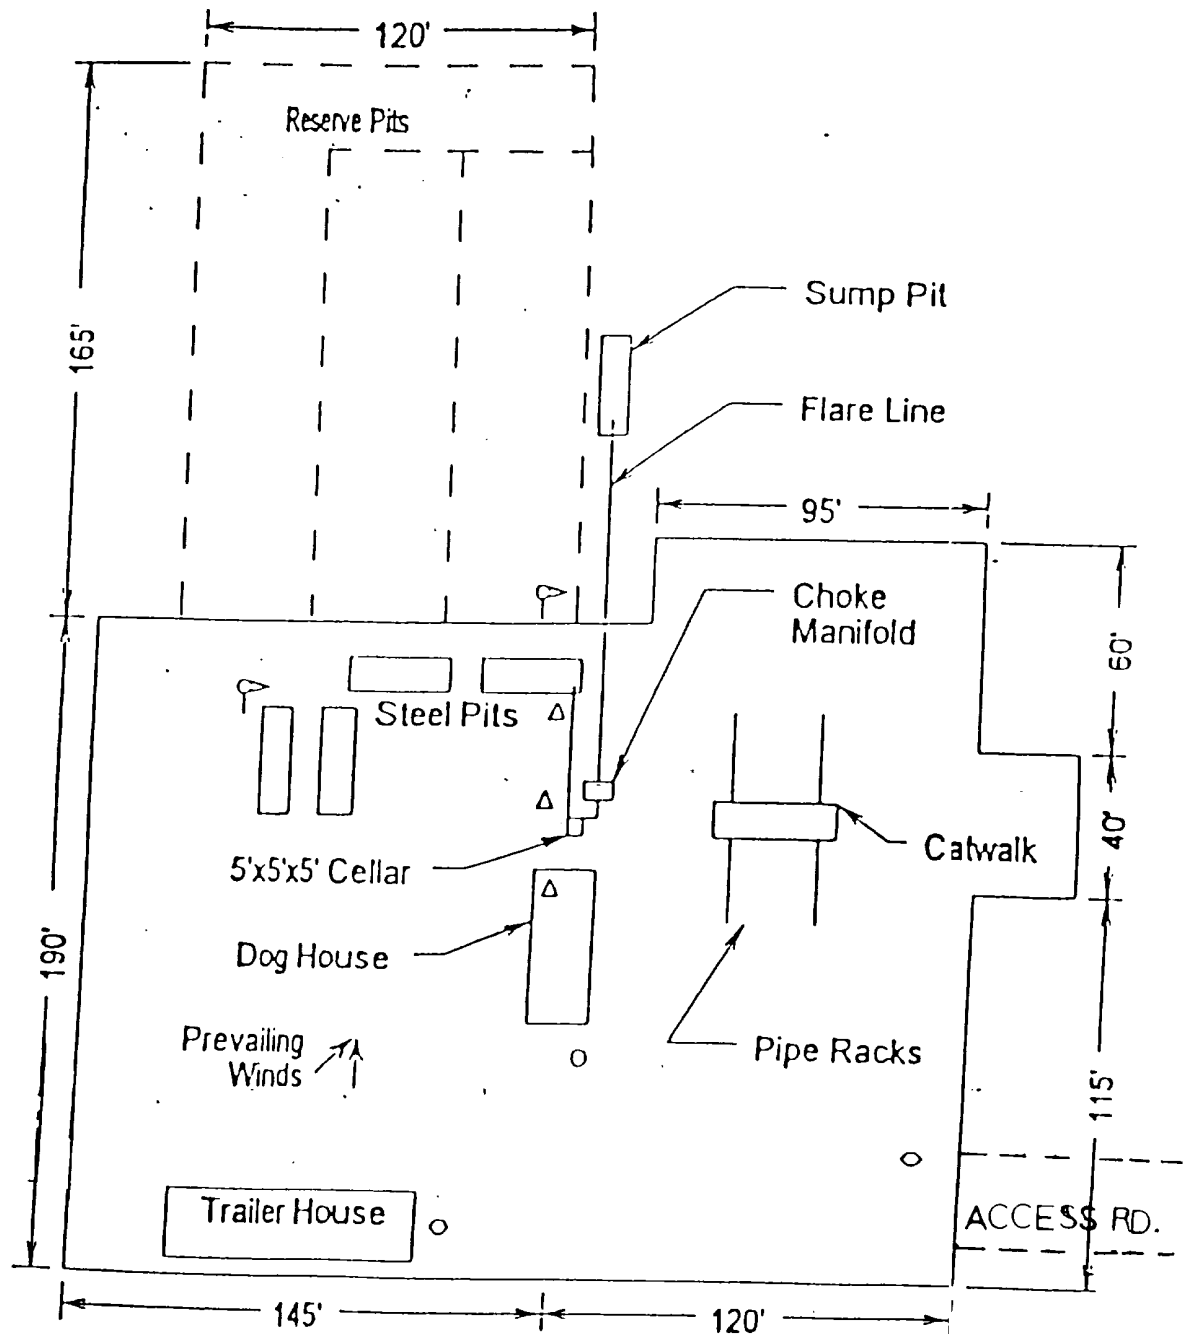 120'
Reserve Pits
165'
Sump Pit
Flare Line
95'
Choke
Manifold
60'
Steel Pits
40'
Catwalk
5'x5'x5' Cellar
190'
Dog House
Prevailing
Winds
Pipe Racks
115'
Trailer House
ACCESS RD.
145'
120'